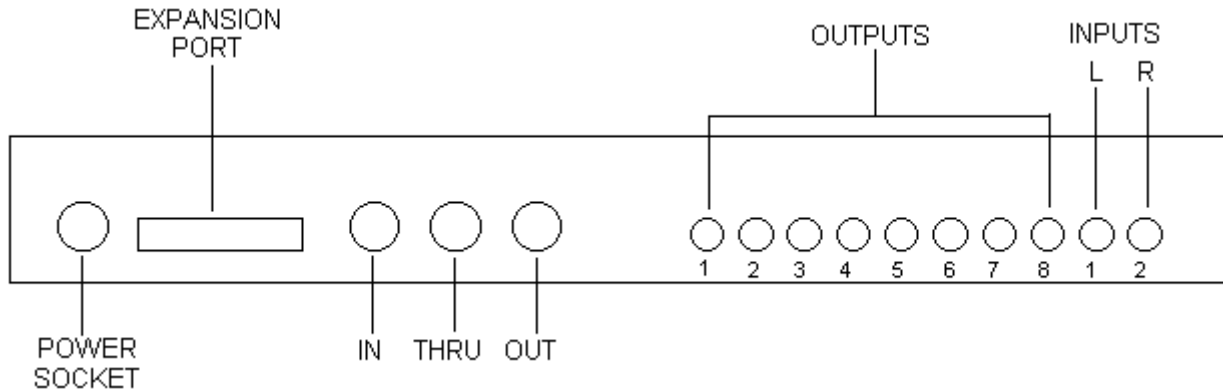 EXPANSION
PORT
OUTPUTS
INPUTS
L R
1 2 3 4 5 6 7 8 1 2
POWER
SOCKET
IN THRU OUT